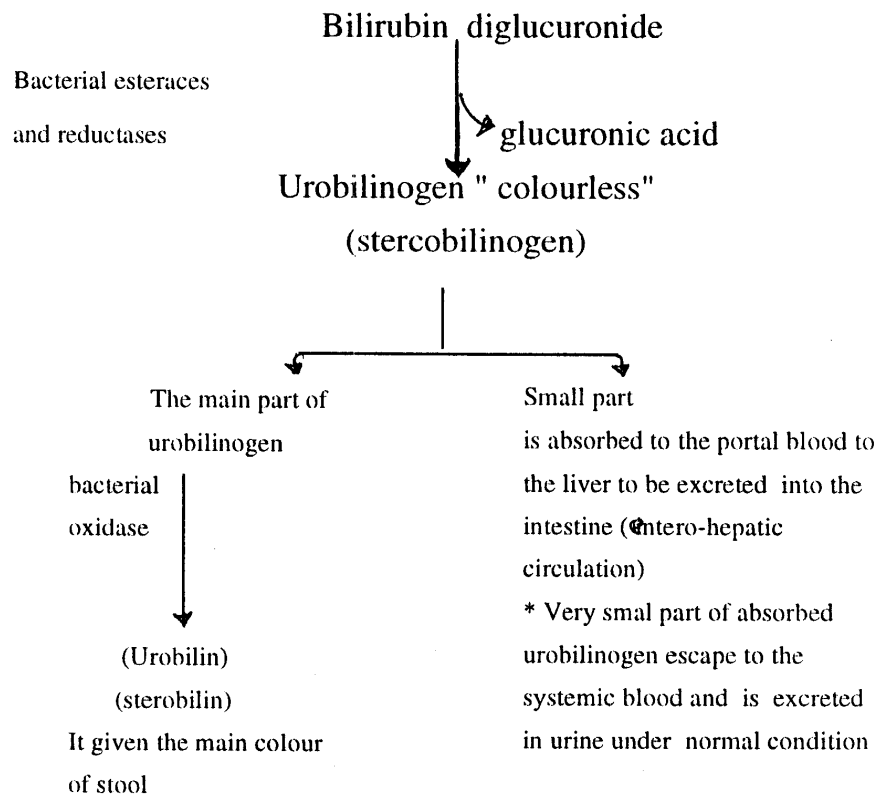 Bilirubin diglucuronide
Bacterial esteraces
and reductases
glucuronic acid
Urobilinogen " colourless"
(stercobilinogen)
The main part of
urobilinogen
bacterial
oxidase
(Urobilin)
(sterobilin)
It given the main colour
of stool
Small part
is absorbed to the portal blood to
the liver to be excreted into the
intestine (entero-hepatic
circulation)
* Very smal part of absorbed
urobilinogen escape to the
systemic blood and is excreted
in urine under normal condition